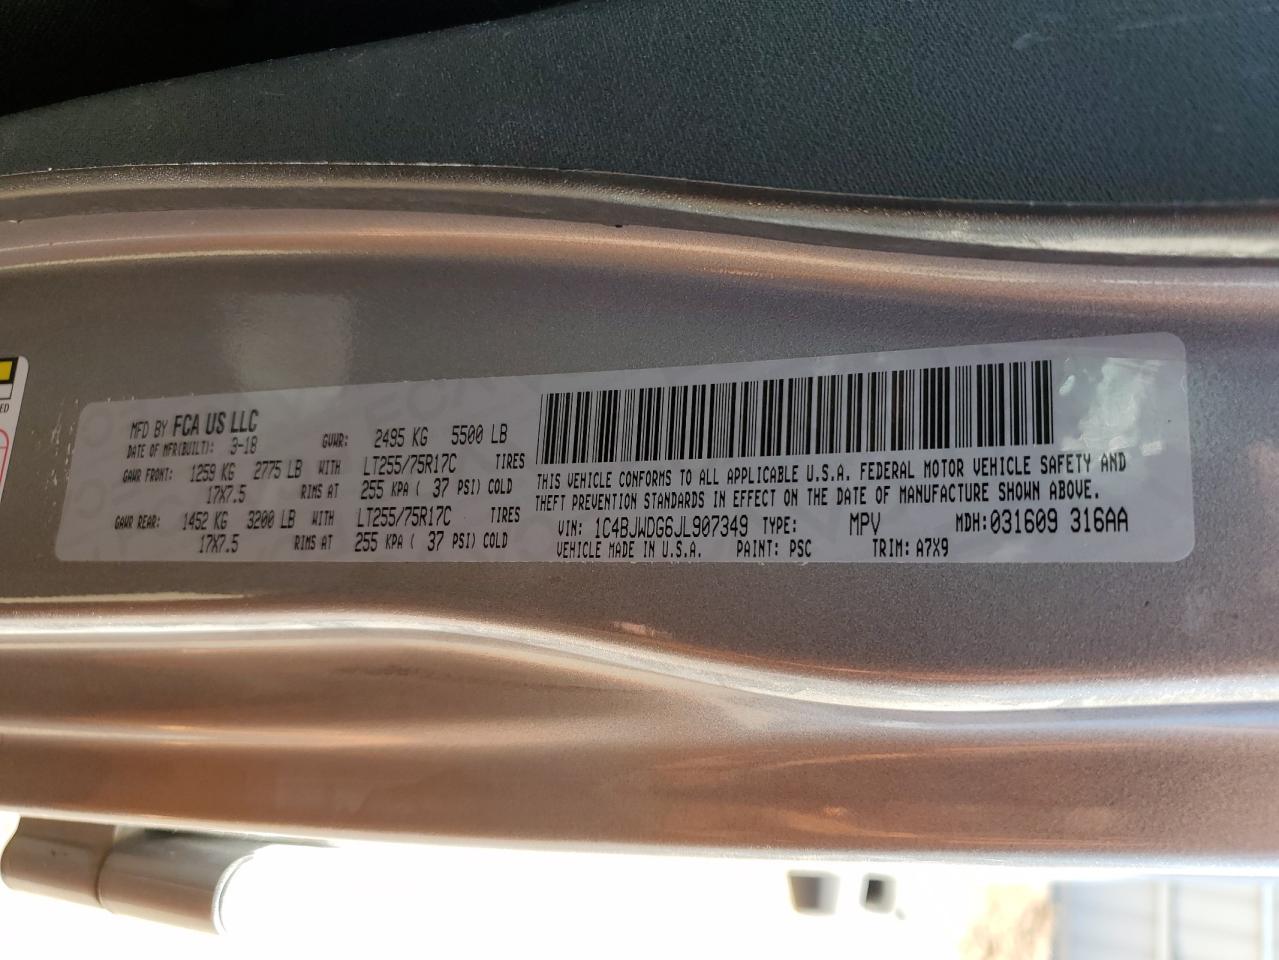 ED
MFD BY FCA US LLC
DATE OF MFR(BUILT): 3-18 GVWR: 2495 KG 5500 LB
GAWR FRONT: 1259 KG 2775 LB WITH LT255/75R17C TIRES
17X7.5 RIMS AT 255 KPA ( 37 PSI) COLD
GAWR REAR: 1452 KG 3200 LB WITH LT255/75R17C TIRES
17X7.5 RIMS AT 255 KPA ( 37 PSI) COLD
THIS VEHICLE CONFORMS TO ALL APPLICABLE U.S.A. FEDERAL MOTOR VEHICLE SAFETY AND
THEFT PREVENTION STANDARDS IN EFFECT ON THE DATE OF MANUFACTURE SHOWN ABOVE.
VIN: 1C4BJWDG6JL907349 TYPE: MPV MDH:031609 316AA
VEHICLE MADE IN U.S.A. PAINT: PSC TRIM: A7X9